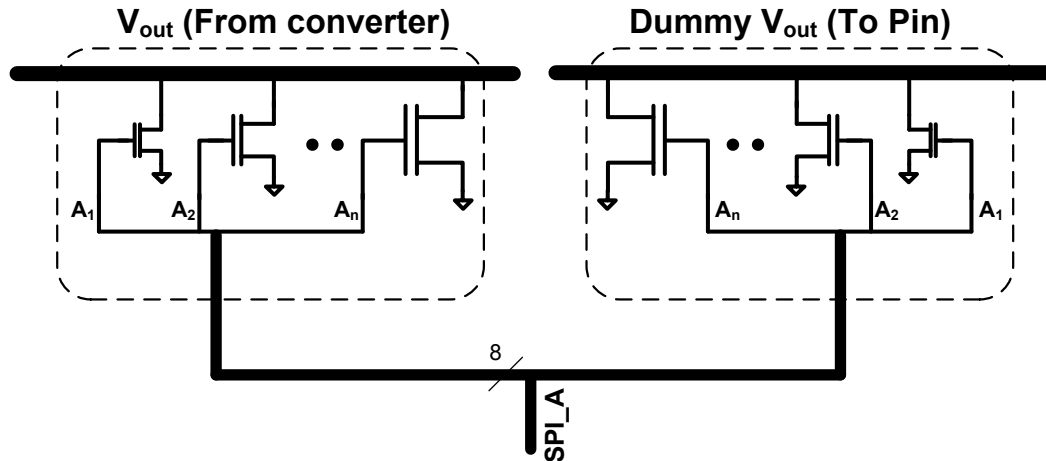 Vout (From converter)
Dummy Vout (To Pin)
A1
A2
An
An
A2
A1
8
SPI_A